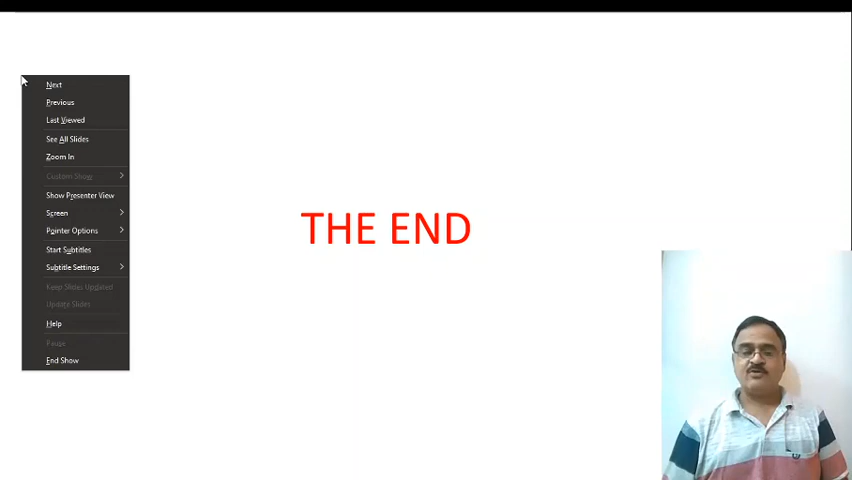 Next
Previous
Last Viewed
See All Slides
Zoom In
Custom Show
Show Presenter View
Screen
Pointer Options
Start Subtitles
Subtitle Settings
Keep Slides Updated
Update Slides
Help
Pause
End Show
THE END